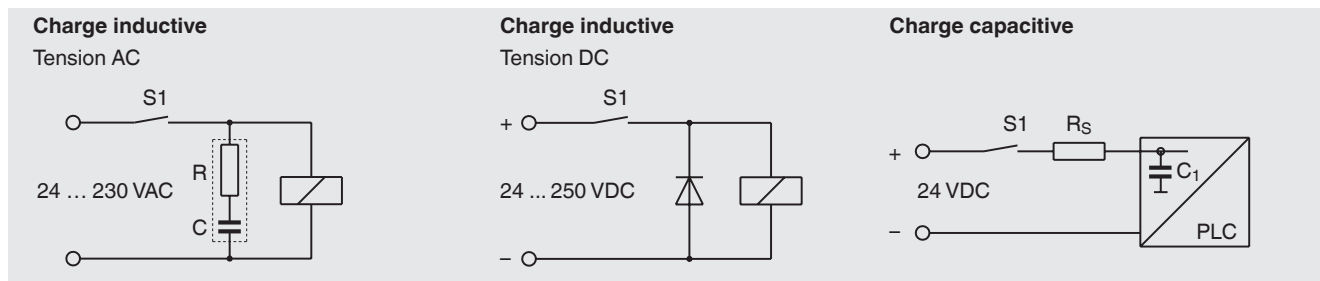 Charge inductive
Tension AC
S1
R
24 … 230 VAC
C
Charge inductive
Tension DC
S1
+
24 ... 250 VDC
–
Charge capacitive
S1
RS
+
C1
24 VDC
–
PLC